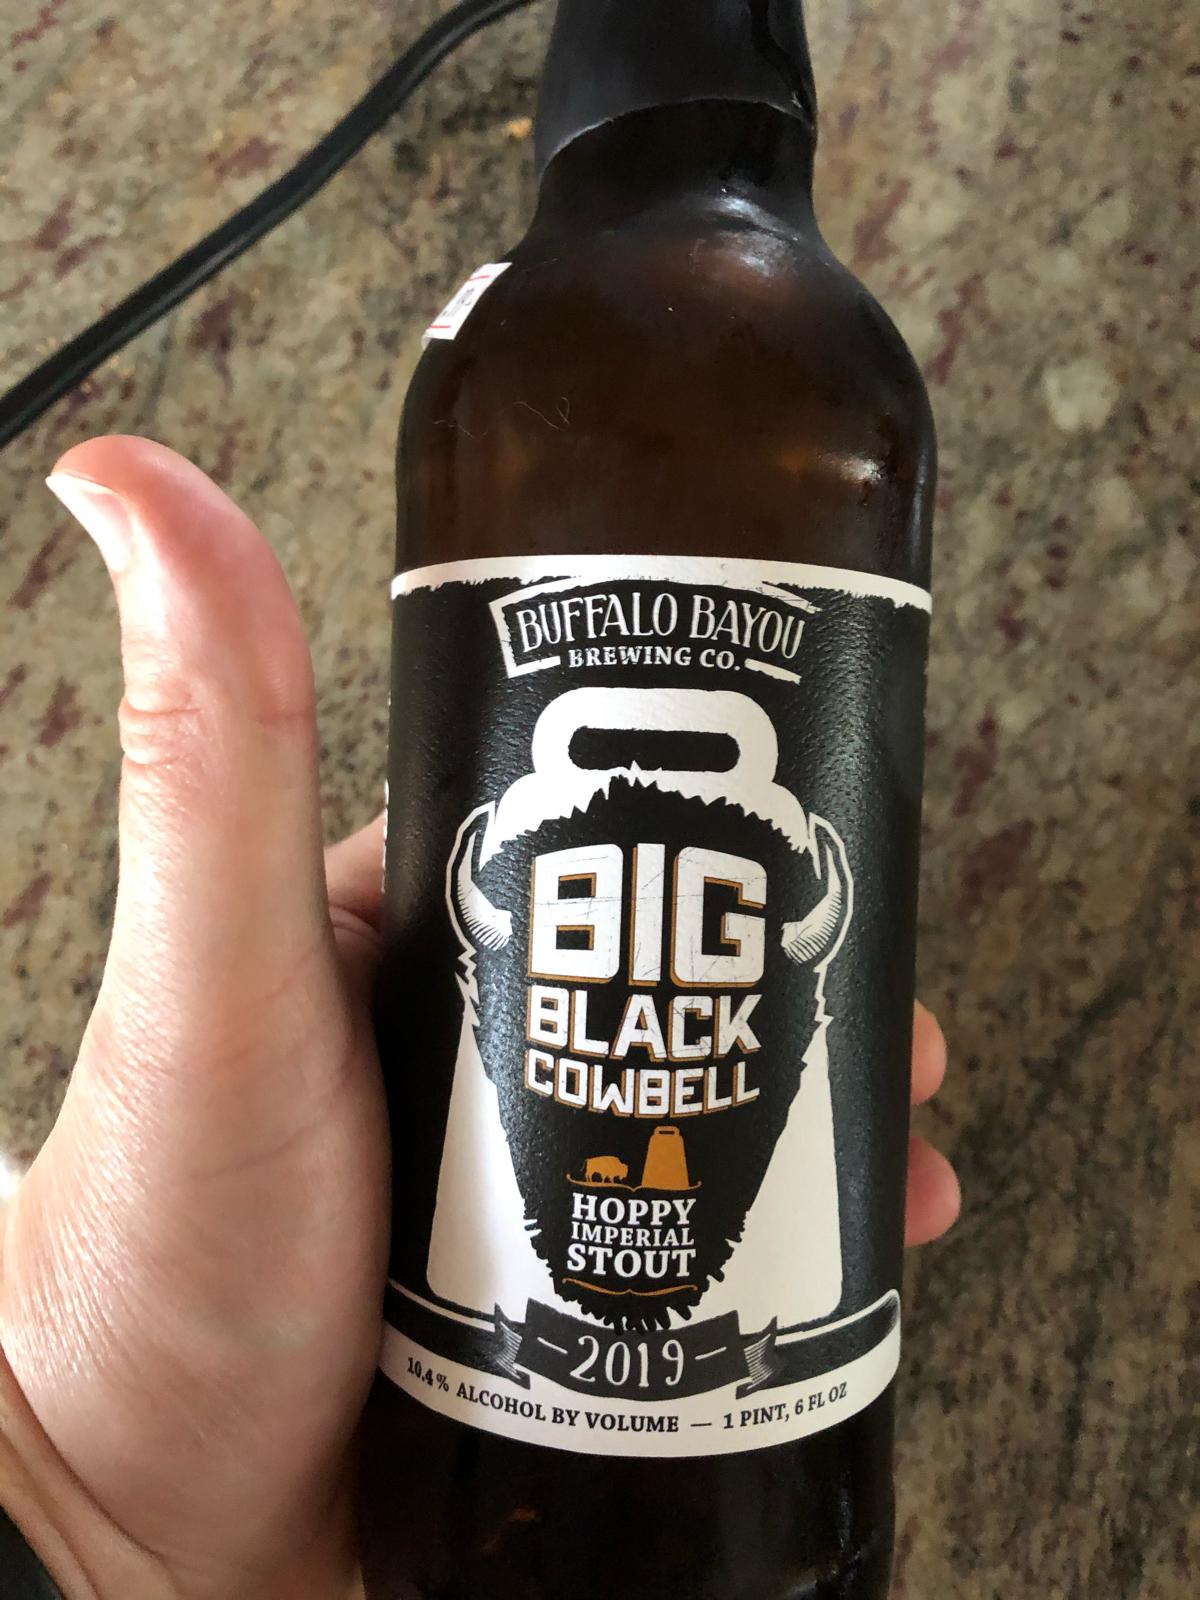 BUFFALO BAYOU
BREWING CO.
BIG
BLACK
COWBELL
HOPPY
IMPERIAL
STOUT
2019
10.4% ALCOHOL BY VOLUME — 1 PINT, 6 FL OZ